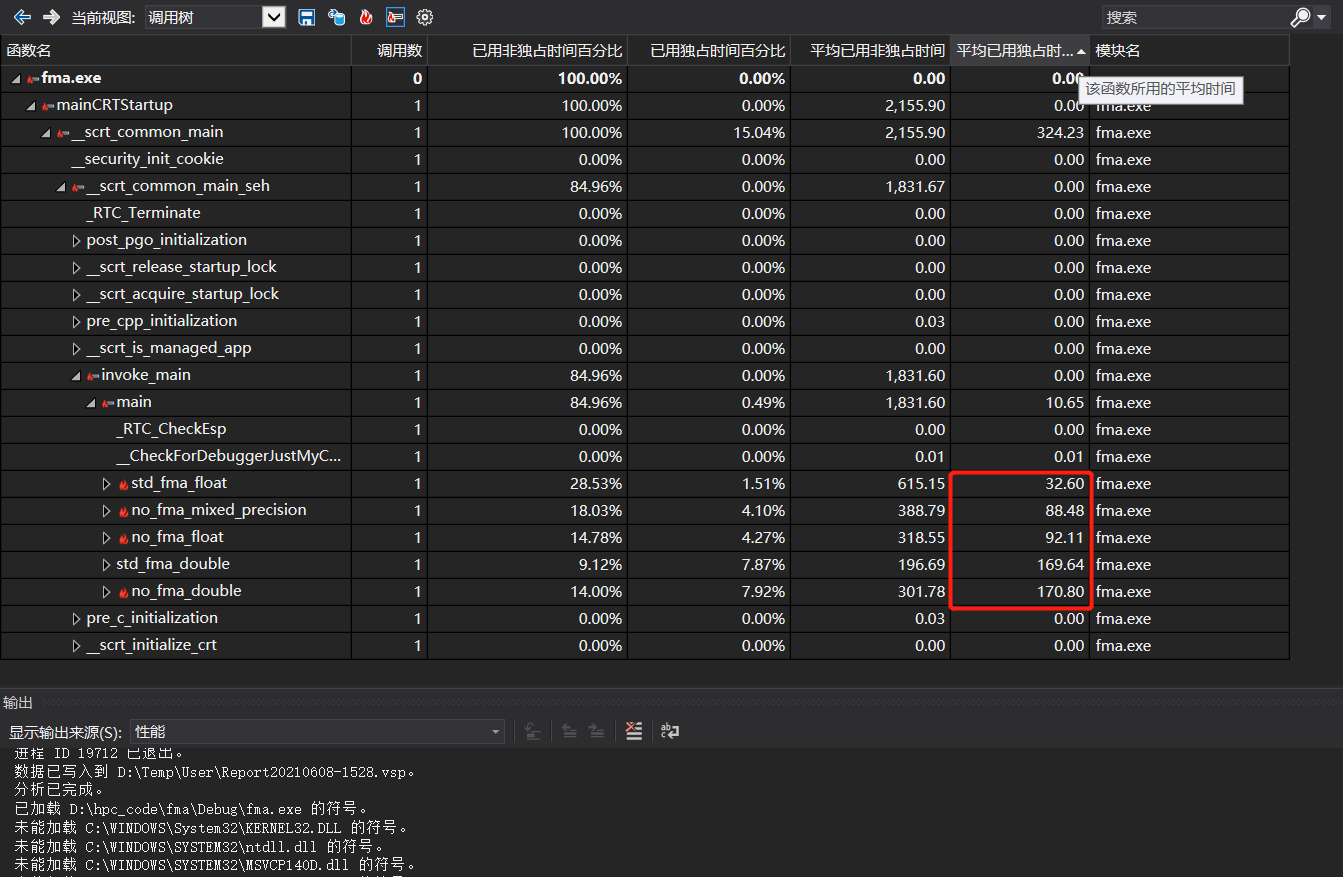 当前视图: 调用树 搜索
函数名 调用数 已用非独占时间百分比 已用独占时间百分比 平均已用非独占时间 平均已用独占时... 模块名
fma.exe 0 100.00% 0.00% 0.00 0.00
该函数所用的平均时间
mainCRTStartup 1 100.00% 0.00% 2,155.90 0.00 fma.exe
__scrt_common_main 1 100.00% 15.04% 2,155.90 324.23 fma.exe
__security_init_cookie 1 0.00% 0.00% 0.00 0.00 fma.exe
__scrt_common_main_seh 1 84.96% 0.00% 1,831.67 0.00 fma.exe
_RTC_Terminate 1 0.00% 0.00% 0.00 0.00 fma.exe
post_pgo_initialization 1 0.00% 0.00% 0.00 0.00 fma.exe
__scrt_release_startup_lock 1 0.00% 0.00% 0.00 0.00 fma.exe
__scrt_acquire_startup_lock 1 0.00% 0.00% 0.00 0.00 fma.exe
pre_cpp_initialization 1 0.00% 0.00% 0.03 0.00 fma.exe
__scrt_is_managed_app 1 0.00% 0.00% 0.00 0.00 fma.exe
invoke_main 1 84.96% 0.00% 1,831.60 0.00 fma.exe
main 1 84.96% 0.49% 1,831.60 10.65 fma.exe
_RTC_CheckEsp 1 0.00% 0.00% 0.00 0.00 fma.exe
__CheckForDebuggerJustMyC... 1 0.00% 0.00% 0.01 0.01 fma.exe
std_fma_float 1 28.53% 1.51% 615.15 32.60 fma.exe
no_fma_mixed_precision 1 18.03% 4.10% 388.79 88.48 fma.exe
no_fma_float 1 14.78% 4.27% 318.55 92.11 fma.exe
std_fma_double 1 9.12% 7.87% 196.69 169.64 fma.exe
no_fma_double 1 14.00% 7.92% 301.78 170.80 fma.exe
pre_c_initialization 1 0.00% 0.00% 0.03 0.00 fma.exe
__scrt_initialize_crt 1 0.00% 0.00% 0.00 0.00 fma.exe
输出
显示输出来源(S): 性能
进程 ID 19712 已退出。
数据已写入到 D:\Temp\User\Report20210608-1528.vsp。
分析已完成。
已加载 D:\hpc_code\fma\Debug\fma.exe 的符号。
未能加载 C:\WINDOWS\System32\KERNEL32.DLL 的符号。
未能加载 C:\WINDOWS\SYSTEM32\ntdll.dll 的符号。
未能加载 C:\WINDOWS\SYSTEM32\MSVCP140D.dll 的符号。